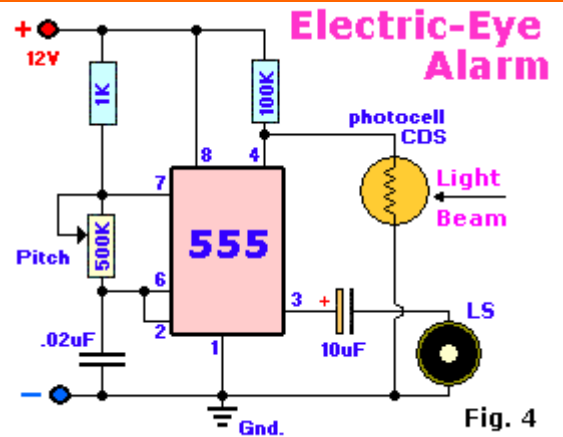 Electric-Eye
Alarm
+
12V
1K
100K
photocell
CDS
8
4
7
Light
Beam
555
500K
Pitch
6
2
3
+
LS
.02uF
1
10uF
−
Gnd.
Fig. 4